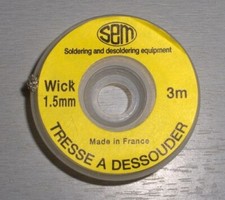 sem
Soldering and desoldering equipment
Wick
1.5mm
3m
Made in France
TRESSE A DESSOUDER